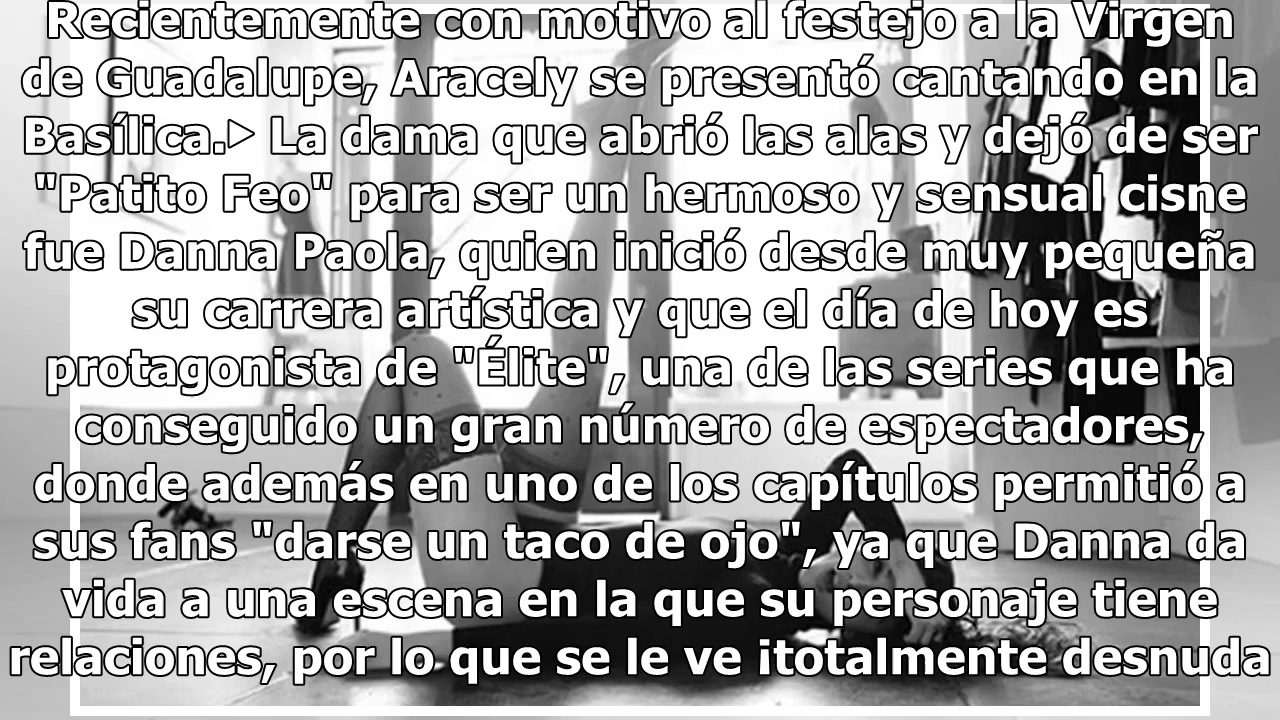 Recientemente con motivo al festejo a la Virgen
de Guadalupe, Aracely se presentó cantando en la
Basílica.▶ La dama que abrió las alas y dejó de ser
"Patito Feo" para ser un hermoso y sensual cisne
fue Danna Paola, quien inició desde muy pequeña
su carrera artística y que el día de hoy es
protagonista de "Élite", una de las series que ha
conseguido un gran número de espectadores,
donde además en uno de los capítulos permitió a
sus fans "darse un taco de ojo", ya que Danna da
vida a una escena en la que su personaje tiene
relaciones, por lo que se le ve ¡totalmente desnuda